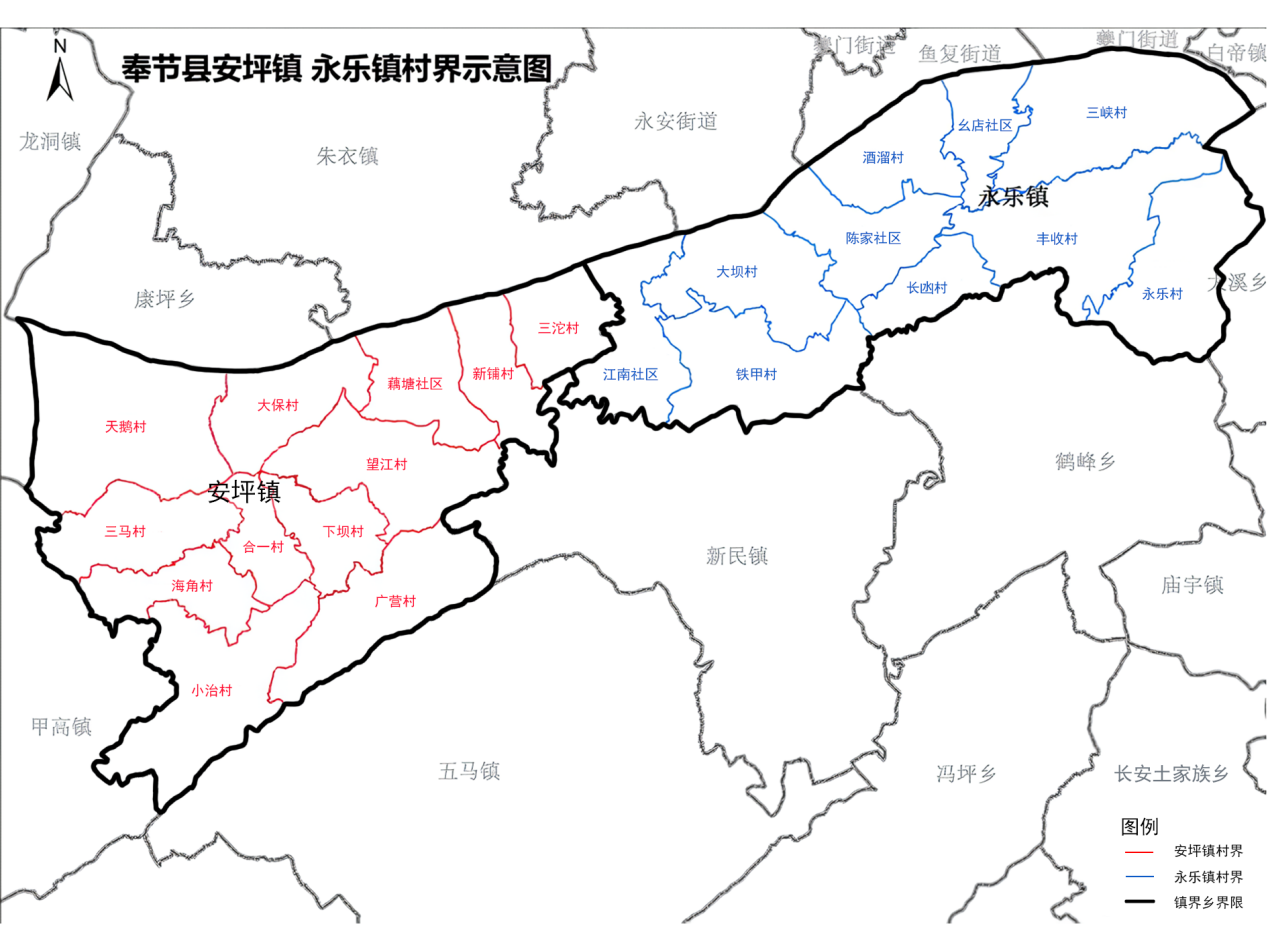 N
奉节县安坪镇 永乐镇村界示意图
夔门街道
鱼复街道
夔门街道
白帝镇
龙洞镇
朱衣镇
永安街道
三峡村
幺店社区
酒溜村
永乐镇
陈家社区
丰收村
康坪乡
大坝村
长凼村
永乐村
大溪乡
三沱村
新铺村
藕塘社区
江南社区
铁甲村
大保村
天鹅村
望江村
鹤峰乡
安坪镇
三马村
下坝村
合一村
新民镇
海角村
广营村
庙宇镇
小治村
甲高镇
五马镇
冯坪乡
长安土家族乡
图例
安坪镇村界
永乐镇村界
镇界乡界限